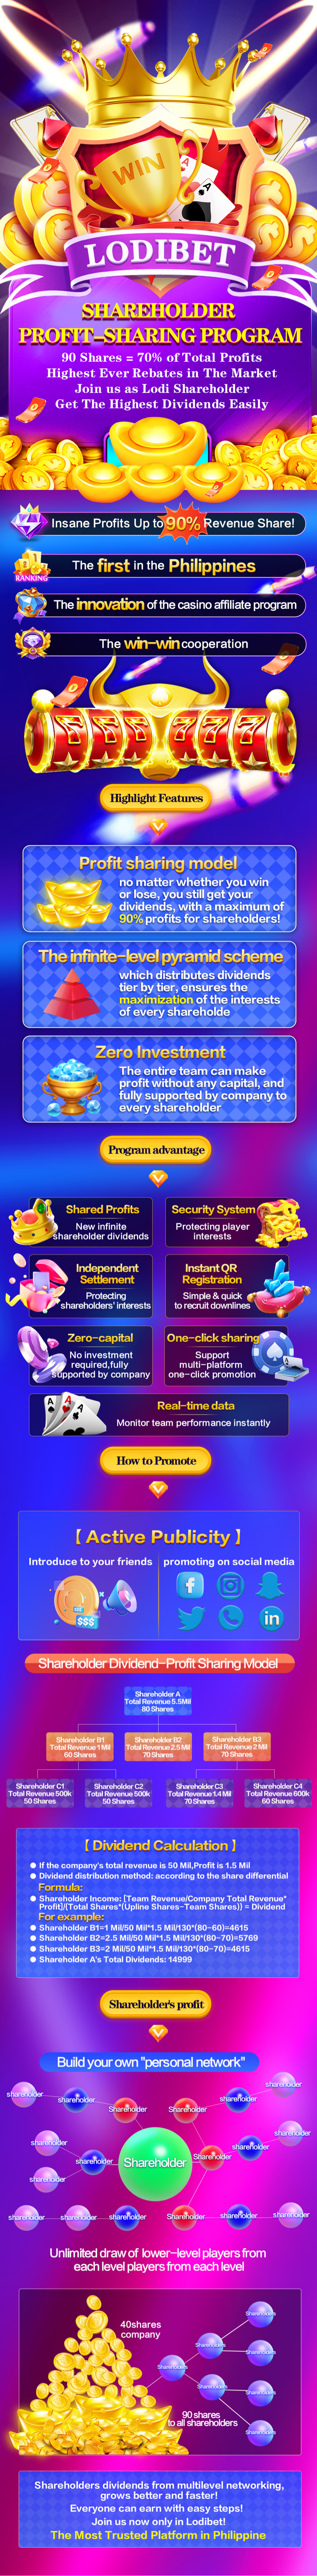 WIN
A
A
LODIBET
SHAREHOLDER
PROFIT-SHARING PROGRAM
90 Shares = 70% of Total Profits
Highest Ever Rebates in The Market
Join us as Lodi Shareholder
Get The Highest Dividends Easily
Insane Profits Up to 90% Revenue Share!
RANKING
The first in the Philippines
The innovation of the casino affiliate program
The win-win cooperation
7 7 7 7 7
Highlight Features
Profit sharing model
no matter whether you win
or lose, you still get your
dividends, with a maximum of
90% profits for shareholders!
The infinite-level pyramid scheme
which distributes dividends
tier by tier, ensures the
maximization of the interests
of every shareholde
Zero Investment
The entire team can make
profit without any capital, and
fully supported by company to
every shareholder
Program advantage
Shared Profits
New infinite
shareholder dividends
Security System
Protecting player
interests
Independent
Settlement
Protecting
shareholders' interests
Instant QR
Registration
Simple & quick
to recruit downlines
Zero-capital
No investment
required,fully
supported by company
One-click sharing
Support
multi-platform
one-click promotion
Real-time data
Monitor team performance instantly
How to Promote
【 Active Publicity 】
Introduce to your friends
promoting on social media
$$$
Shareholder Dividend-Profit Sharing Model
Shareholder A
Total Revenue 5.5Mil
80 Shares
Shareholder B1
Total Revenue 1 Mil
60 Shares
Shareholder B2
Total Revenue 2.5 Mil
70 Shares
Shareholder B3
Total Revenue 2 Mil
70 Shares
Shareholder C1
Total Revenue 500k
50 Shares
Shareholder C2
Total Revenue 500k
50 Shares
Shareholder C3
Total Revenue 1.4 Mil
70 Shares
Shareholder C4
Total Revenue 600k
60 Shares
【 Dividend Calculation 】
If the company's total revenue is 50 Mil,Profit is 1.5 Mil
Dividend distribution method: according to the share differential
Formula:
Shareholder Income: [Team Revenue/Company Total Revenue*
Profit]/(Total Shares*(Upline Shares-Team Shares)) = Dividend
For example:
Shareholder B1=1 Mil/50 Mil*1.5 Mil/130*(80-60)=4615
Shareholder B2=2.5 Mil/50 Mil*1.5 Mil/130*(80-70)=5769
Shareholder B3=2 Mil/50 Mil*1.5 Mil/130*(80-70)=4615
Shareholder A's Total Dividends: 14999
Shareholder's profit
Build your own "personal network"
shareholder
shareholder
shareholder
shareholder
Shareholder
Shareholder
shareholder
shareholder
shareholder
shareholder
Shareholder
Shareholder
shareholder
shareholder
shareholder
shareholder
Shareholder
shareholder
shareholder
Unlimited draw of lower-level players from
each level players from each level
40shares
company
Shareholders
Shareholders
Shareholders
Shareholders
Shareholders
Shareholders
Shareholders
90 shares
to all shareholders
Shareholders dividends from multilevel networking,
grows better and faster!
Everyone can earn with easy steps!
Join us now only in Lodibet!
The Most Trusted Platform in Philippine